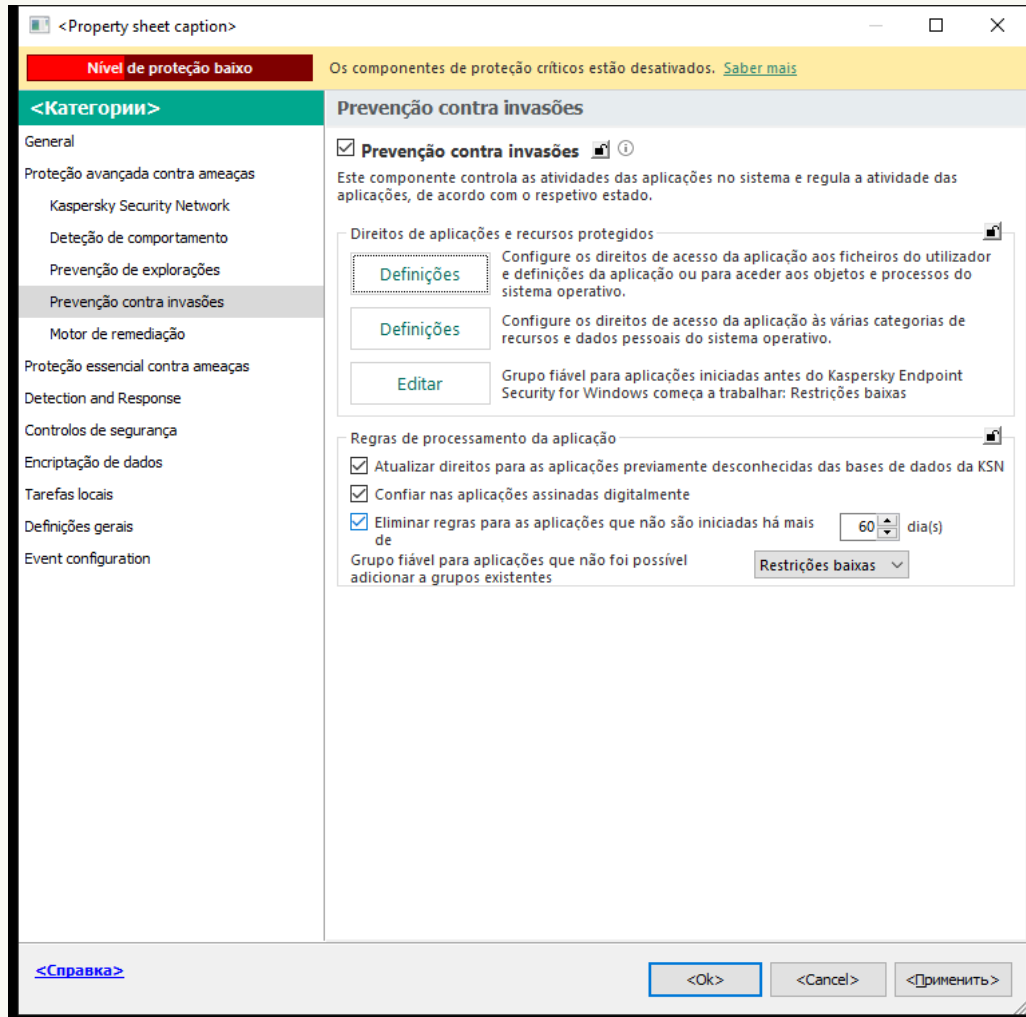 <Property sheet caption>
Nível de proteção baixo
Os componentes de proteção críticos estão desativados. Saber mais
<Категории>
General
Proteção avançada contra ameaças
Kaspersky Security Network
Deteção de comportamento
Prevenção de explorações
Prevenção contra invasões
Motor de remediação
Proteção essencial contra ameaças
Detection and Response
Controlos de segurança
Encriptação de dados
Tarefas locais
Definições gerais
Event configuration
Prevenção contra invasões
Prevenção contra invasões
Este componente controla as atividades das aplicações no sistema e regula a atividade das
aplicações, de acordo com o respetivo estado.
Direitos de aplicações e recursos protegidos
Definições
Configure os direitos de acesso da aplicação aos ficheiros do utilizador
e definições da aplicação ou para aceder aos objetos e processos do
sistema operativo.
Definições
Configure os direitos de acesso da aplicação às várias categorias de
recursos e dados pessoais do sistema operativo.
Editar
Grupo fiável para aplicações iniciadas antes do Kaspersky Endpoint
Security for Windows começa a trabalhar: Restrições baixas
Regras de processamento da aplicação
Atualizar direitos para as aplicações previamente desconhecidas das bases de dados da KSN
Confiar nas aplicações assinadas digitalmente
Eliminar regras para as aplicações que não são iniciadas há mais
de
60 dia(s)
Grupo fiável para aplicações que não foi possível
adicionar a grupos existentes
Restrições baixas
<Справка>
<Ok>
<Cancel>
<Применить>